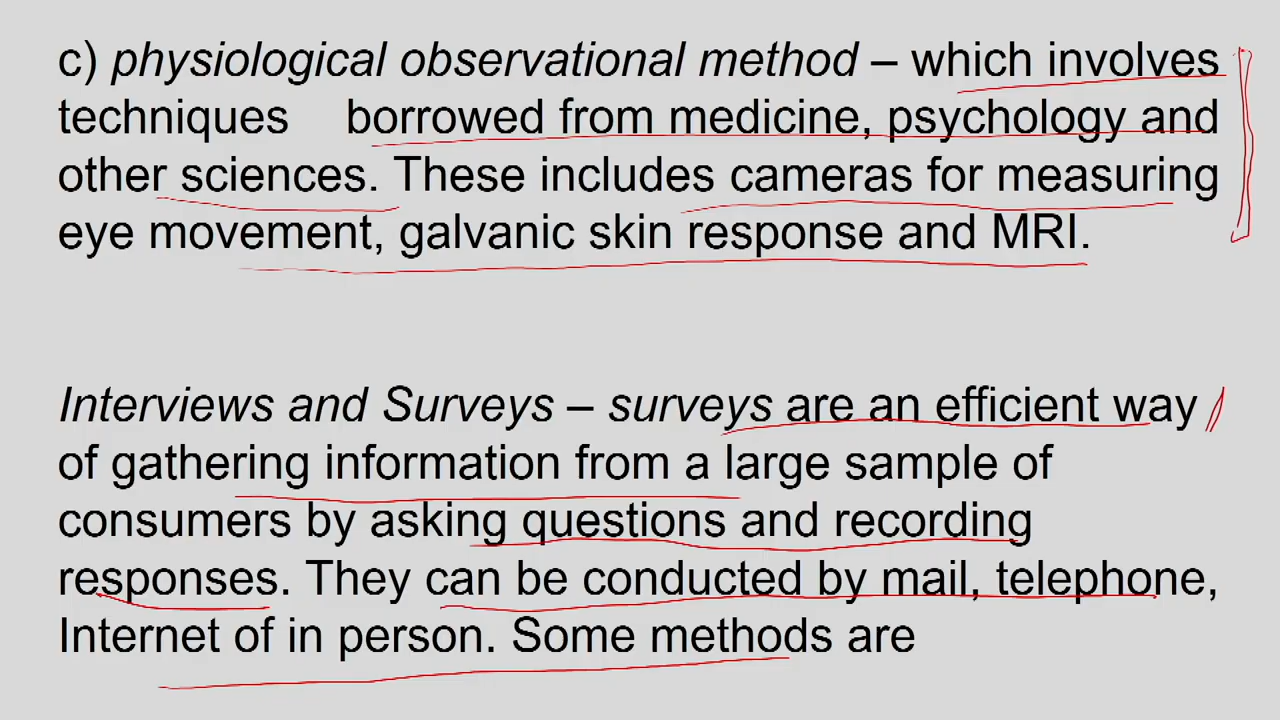 c) physiological observational method – which involves
techniques borrowed from medicine, psychology and
other sciences. These includes cameras for measuring
eye movement, galvanic skin response and MRI.
Interviews and Surveys – surveys are an efficient way
of gathering information from a large sample of
consumers by asking questions and recording
responses. They can be conducted by mail, telephone,
Internet of in person. Some methods are